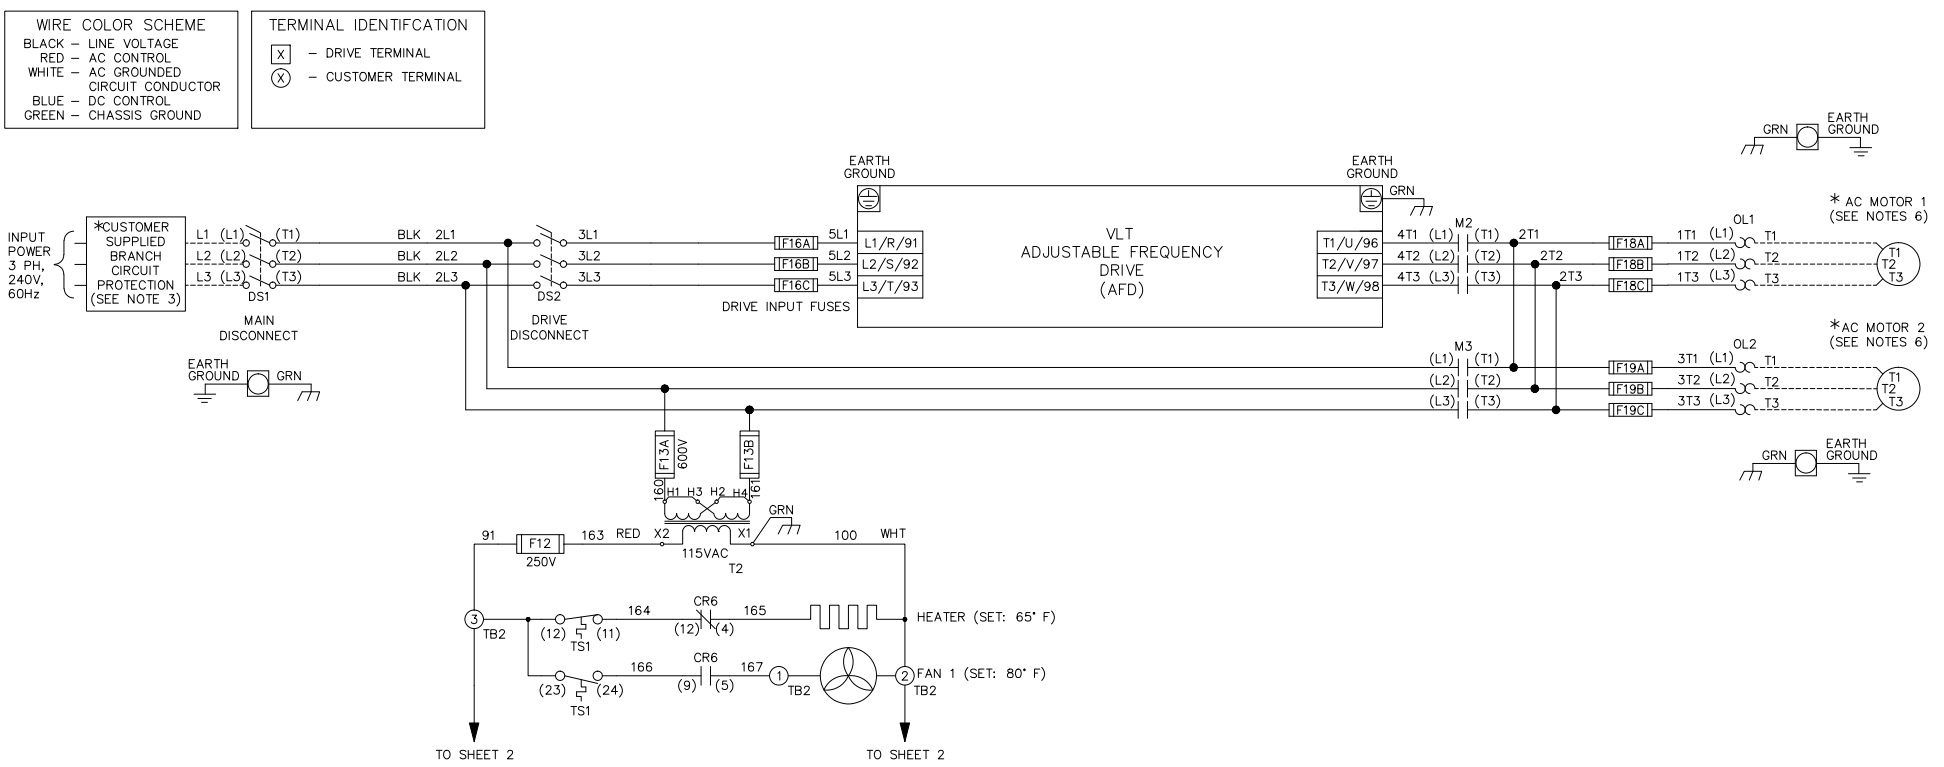 WIRE COLOR SCHEME
BLACK – LINE VOLTAGE
RED – AC CONTROL
WHITE – AC GROUNDED
CIRCUIT CONDUCTOR
BLUE – DC CONTROL
GREEN – CHASSIS GROUND
TERMINAL IDENTIFCATION
X – DRIVE TERMINAL
X – CUSTOMER TERMINAL
INPUT
POWER
3 PH,
240V,
60Hz
*CUSTOMER
SUPPLIED
BRANCH
CIRCUIT
PROTECTION
(SEE NOTE 3)
L1 (L1) (T1) BLK 2L1 3L1 F16A 5L1 L1/R/91
L2 (L2) (T2) BLK 2L2 3L2 F16B 5L2 L2/S/92
L3 (L3) (T3) BLK 2L3 3L3 F16C 5L3 L3/T/93
DS1
MAIN
DISCONNECT
DS2
DRIVE
DISCONNECT
DRIVE INPUT FUSES
EARTH
GROUND
GRN
EARTH
GROUND
VLT
ADJUSTABLE FREQUENCY
DRIVE
(AFD)
EARTH
GROUND
GRN
M2
T1/U/96 4T1 (L1) (T1) 2T1 F18A 1T1 (L1) T1
T2/V/97 4T2 (L2) (T2) 2T2 F18B 1T2 (L2) T2
T3/W/98 4T3 (L3) (T3) 2T3 F18C 1T3 (L3) T3
OL1
GRN
EARTH
GROUND
* AC MOTOR 1
(SEE NOTES 6)
T1
T2
T3
M3
(L1) (T1) F19A 3T1 (L1) T1
(L2) (T2) F19B 3T2 (L2) T2
(L3) (T3) F19C 3T3 (L3) T3
OL2
*AC MOTOR 2
(SEE NOTES 6)
T1
T2
T3
GRN
EARTH
GROUND
F13A
600V
F13B
160
161
H1 H3 H2 H4
GRN
91 F12 163 RED X2 X1 100 WHT
250V
115VAC
T2
3
TB2
164 CR6 165
(12) (11) (12) (4)
TS1
HEATER (SET: 65° F)
166 CR6 167 1 2
(23) (24) (9) (5) TB2 TB2
TS1
FAN 1 (SET: 80° F)
TO SHEET 2
TO SHEET 2